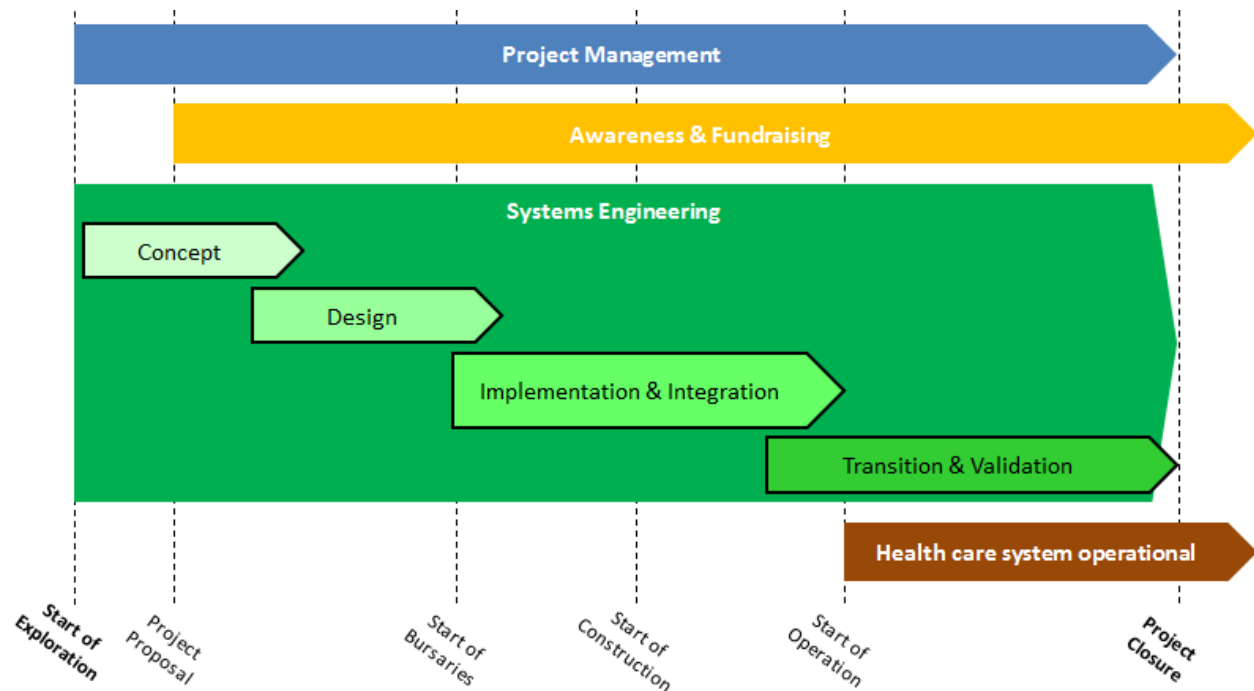 Project Management
Awareness & Fundraising
Systems Engineering
Concept
Design
Implementation & Integration
Transition & Validation
Health care system operational
Start of
Exploration
Project
Proposal
Start of
Bursaries
Start of
Construction
Start of
Operation
Project
Closure